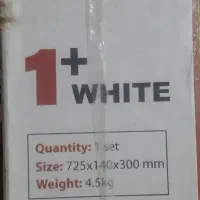 1+
WHITE
Quantity: 1 set
Size: 725x140x300 mm
Weight: 4.5kg